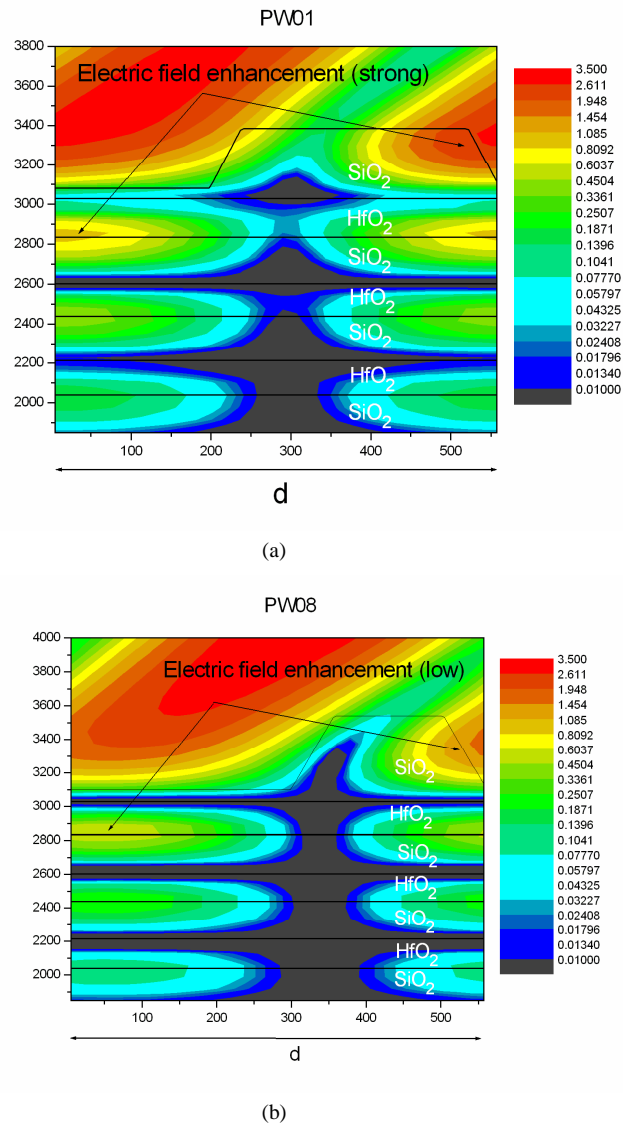 PW01
3800
3600
3400
3200
3000
2800
2600
2400
2200
2000
Electric field enhancement (strong)
SiO2
HfO2
SiO2
HfO2
SiO2
HfO2
SiO2
100 200 300 400 500
d
3.500
2.611
1.948
1.454
1.085
0.8092
0.6037
0.4504
0.3361
0.2507
0.1871
0.1396
0.1041
0.07770
0.05797
0.04325
0.03227
0.02408
0.01796
0.01340
0.01000
(a)
PW08
4000
3800
3600
3400
3200
3000
2800
2600
2400
2200
2000
Electric field enhancement (low)
SiO2
HfO2
SiO2
HfO2
SiO2
HfO2
SiO2
100 200 300 400 500
d
3.500
2.611
1.948
1.454
1.085
0.8092
0.6037
0.4504
0.3361
0.2507
0.1871
0.1396
0.1041
0.07770
0.05797
0.04325
0.03227
0.02408
0.01796
0.01340
0.01000
(b)